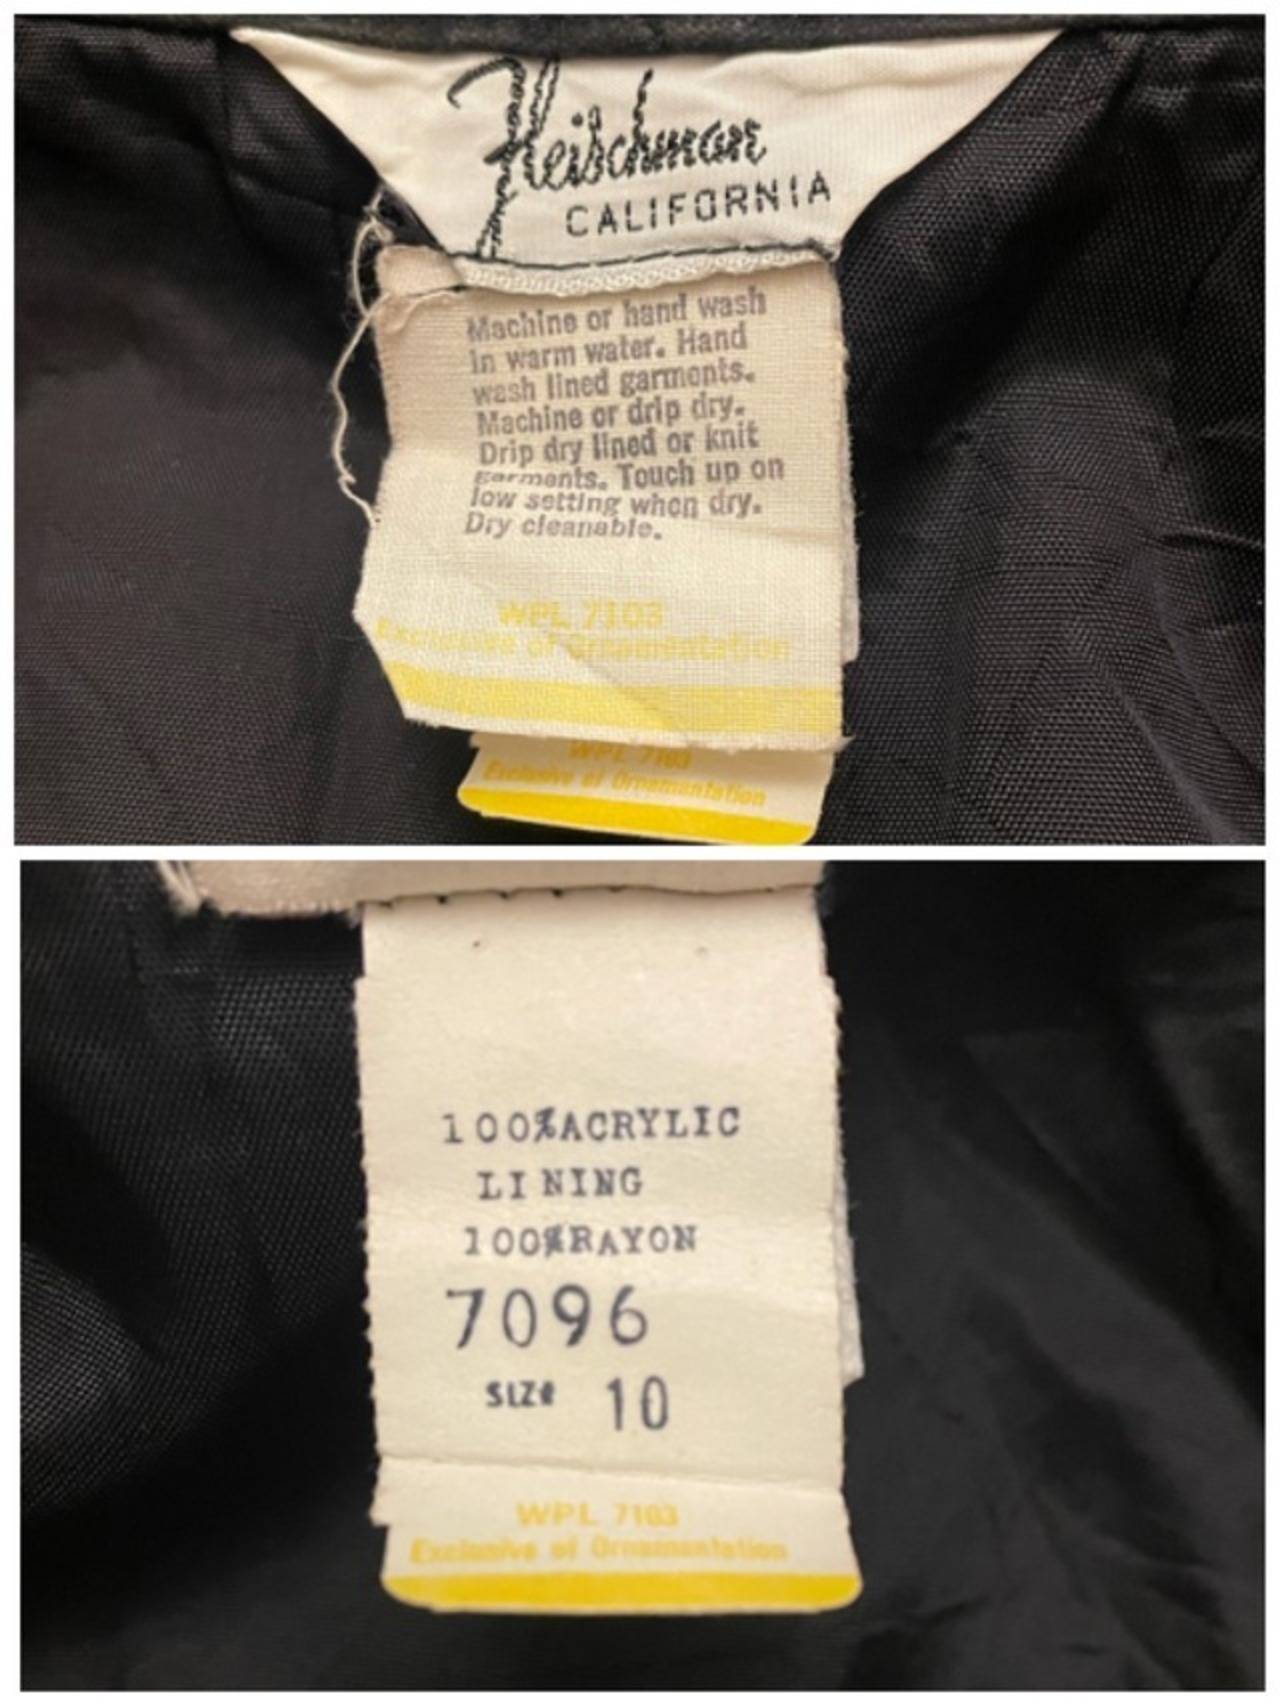 Fleischman
CALIFORNIA
Machine or hand wash
in warm water. Hand
wash lined garments.
Machine or drip dry.
Drip dry lined or knit
garments. Touch up on
low setting when dry.
Dry cleanable.
WPL 7103
Exclusive of Ornamentation
WPL 7103
Exclusive of Ornamentation
100%ACRYLIC
LINING
100%RAYON
7096
SIZe 10
WPL 7103
Exclusive of Ornamentation